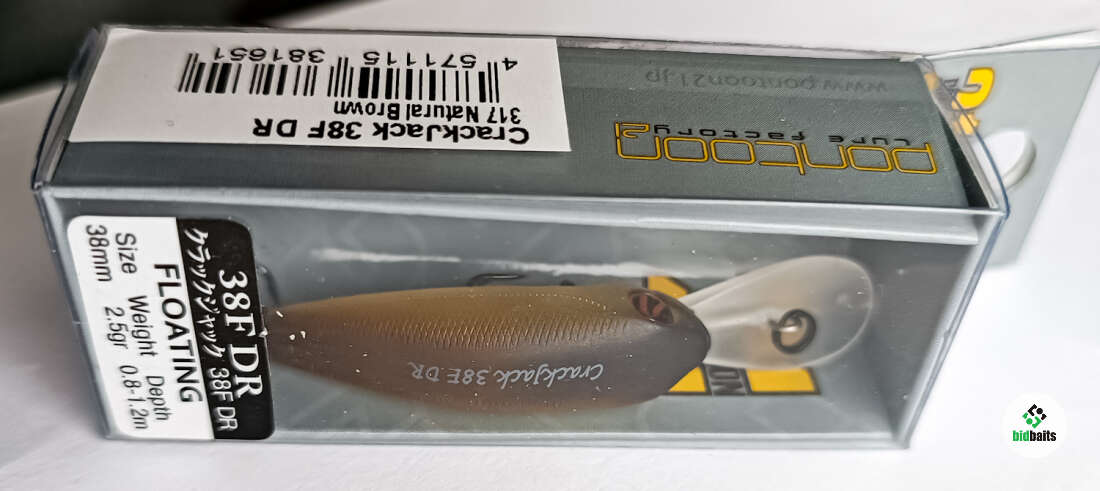 CrackJack 38F DR
317 Natural Brown
4 571115 381651
pontoon21
cure factory
www.pontoon21.jp
38F DR
クラックジャック 38F DR
FLOATING
Size Weight Depth
38mm 2.5gr 0.8-1.2m
CrackJack 38F DR
bidbaits